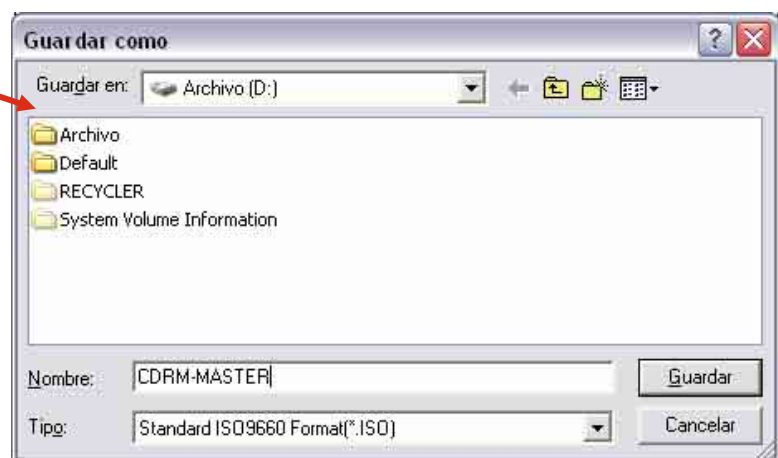 Guardar como
Guardar en: Archivo (D:)
Archivo
Default
RECYCLER
System Volume Information
Nombre: CDRM-MASTER Guardar
Tipo: Standard ISO9660 Format(*.ISO) Cancelar